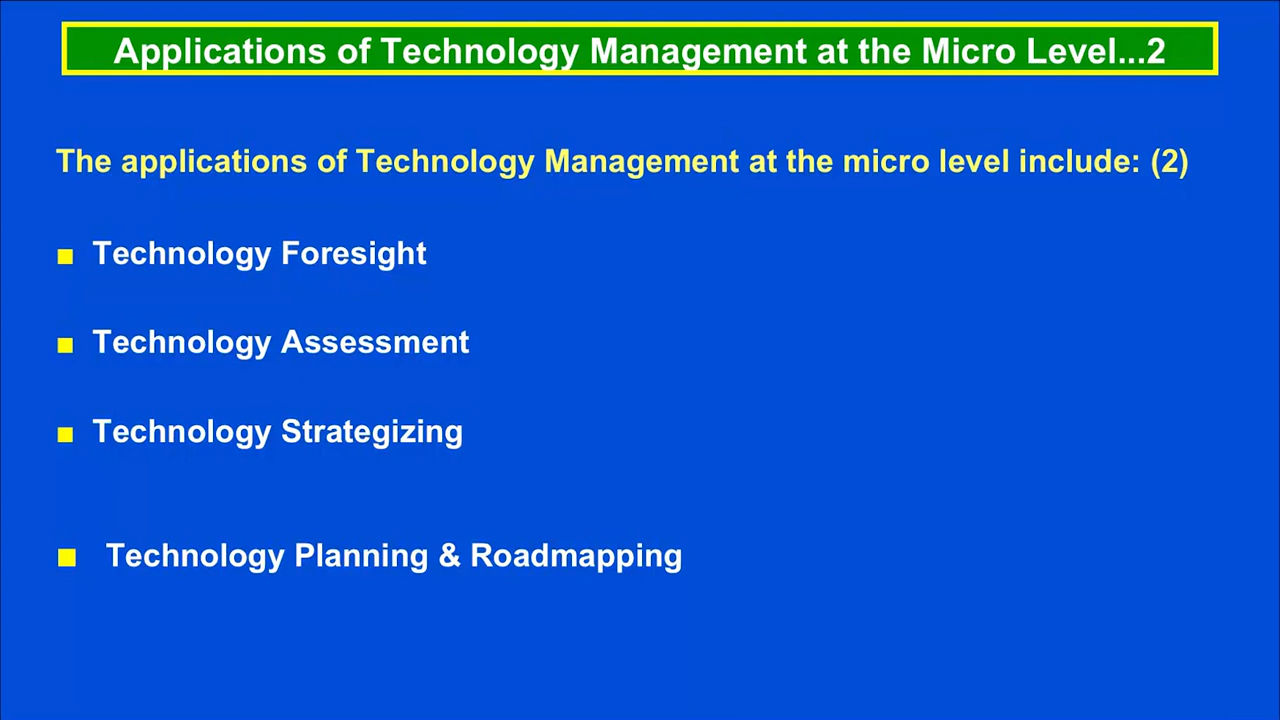 Applications of Technology Management at the Micro Level...2
The applications of Technology Management at the micro level include: (2)
Technology Foresight
Technology Assessment
Technology Strategizing
Technology Planning & Roadmapping